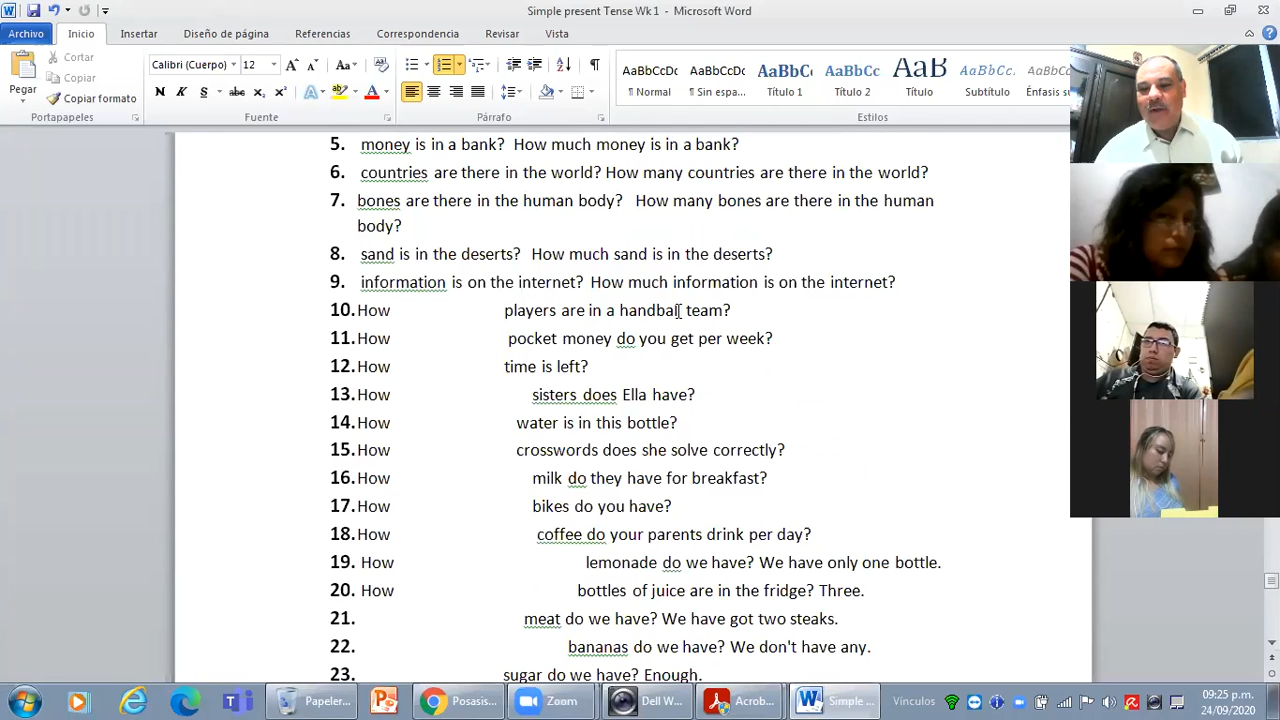 Simple present Tense Wk 1 - Microsoft Word
Archivo Inicio Insertar Diseño de página Referencias Correspondencia Revisar Vista
Pegar
Cortar
Copiar
Copiar formato
Portapapeles
Calibri (Cuerpo) 12
Fuente
Párrafo
AaBbCcDc AaBbCcDc AaBbC AaBbCc AaB AaBbCcD AaBbCcD
¶ Normal ¶ Sin espa... Título 1 Título 2 Título Subtítulo Énfasis
Estilos
5. money is in a bank? How much money is in a bank?
6. countries are there in the world? How many countries are there in the world?
7. bones are there in the human body? How many bones are there in the human
body?
8. sand is in the deserts? How much sand is in the deserts?
9. information is on the internet? How much information is on the internet?
10. How players are in a handball team?
11. How pocket money do you get per week?
12. How time is left?
13. How sisters does Ella have?
14. How water is in this bottle?
15. How crosswords does she solve correctly?
16. How milk do they have for breakfast?
17. How bikes do you have?
18. How coffee do your parents drink per day?
19. How lemonade do we have? We have only one bottle.
20. How bottles of juice are in the fridge? Three.
21. meat do we have? We have got two steaks.
22. bananas do we have? We don't have any.
23. sugar do we have? Enough.
Papeler... Posasis... Zoom Dell W... Acrob... Simple ... Vínculos
09:25 p.m.
24/09/2020